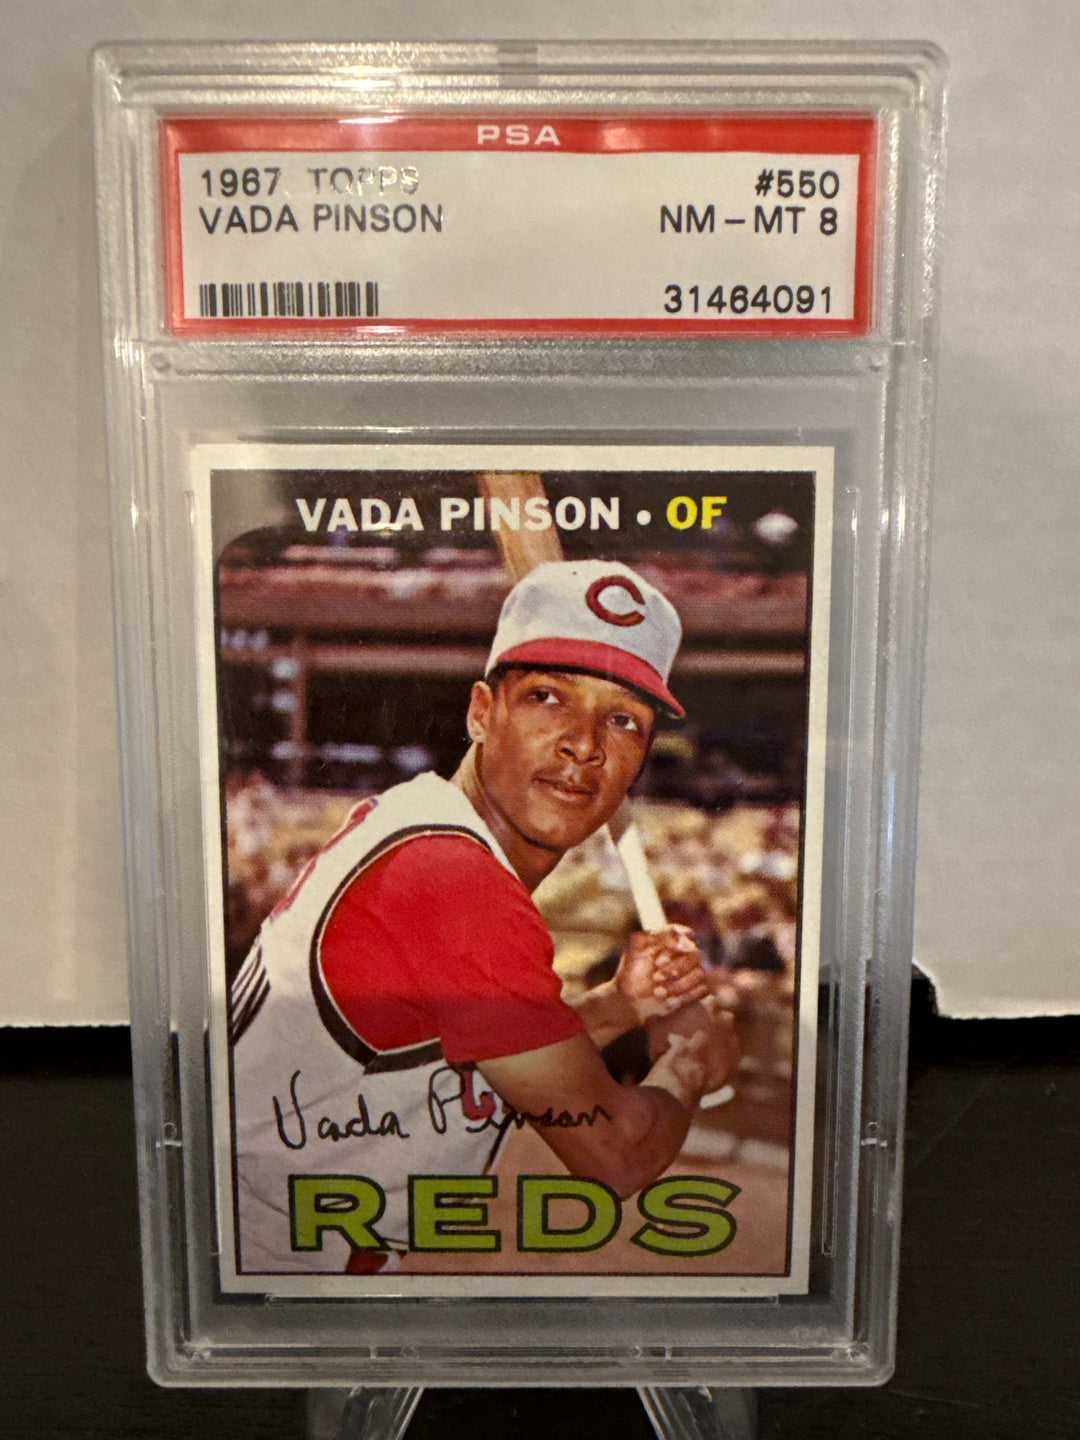 PSA
1967 TOPPS #550
VADA PINSON NM-MT 8
31464091
VADA PINSON • OF
C
Vada Pinson
REDS